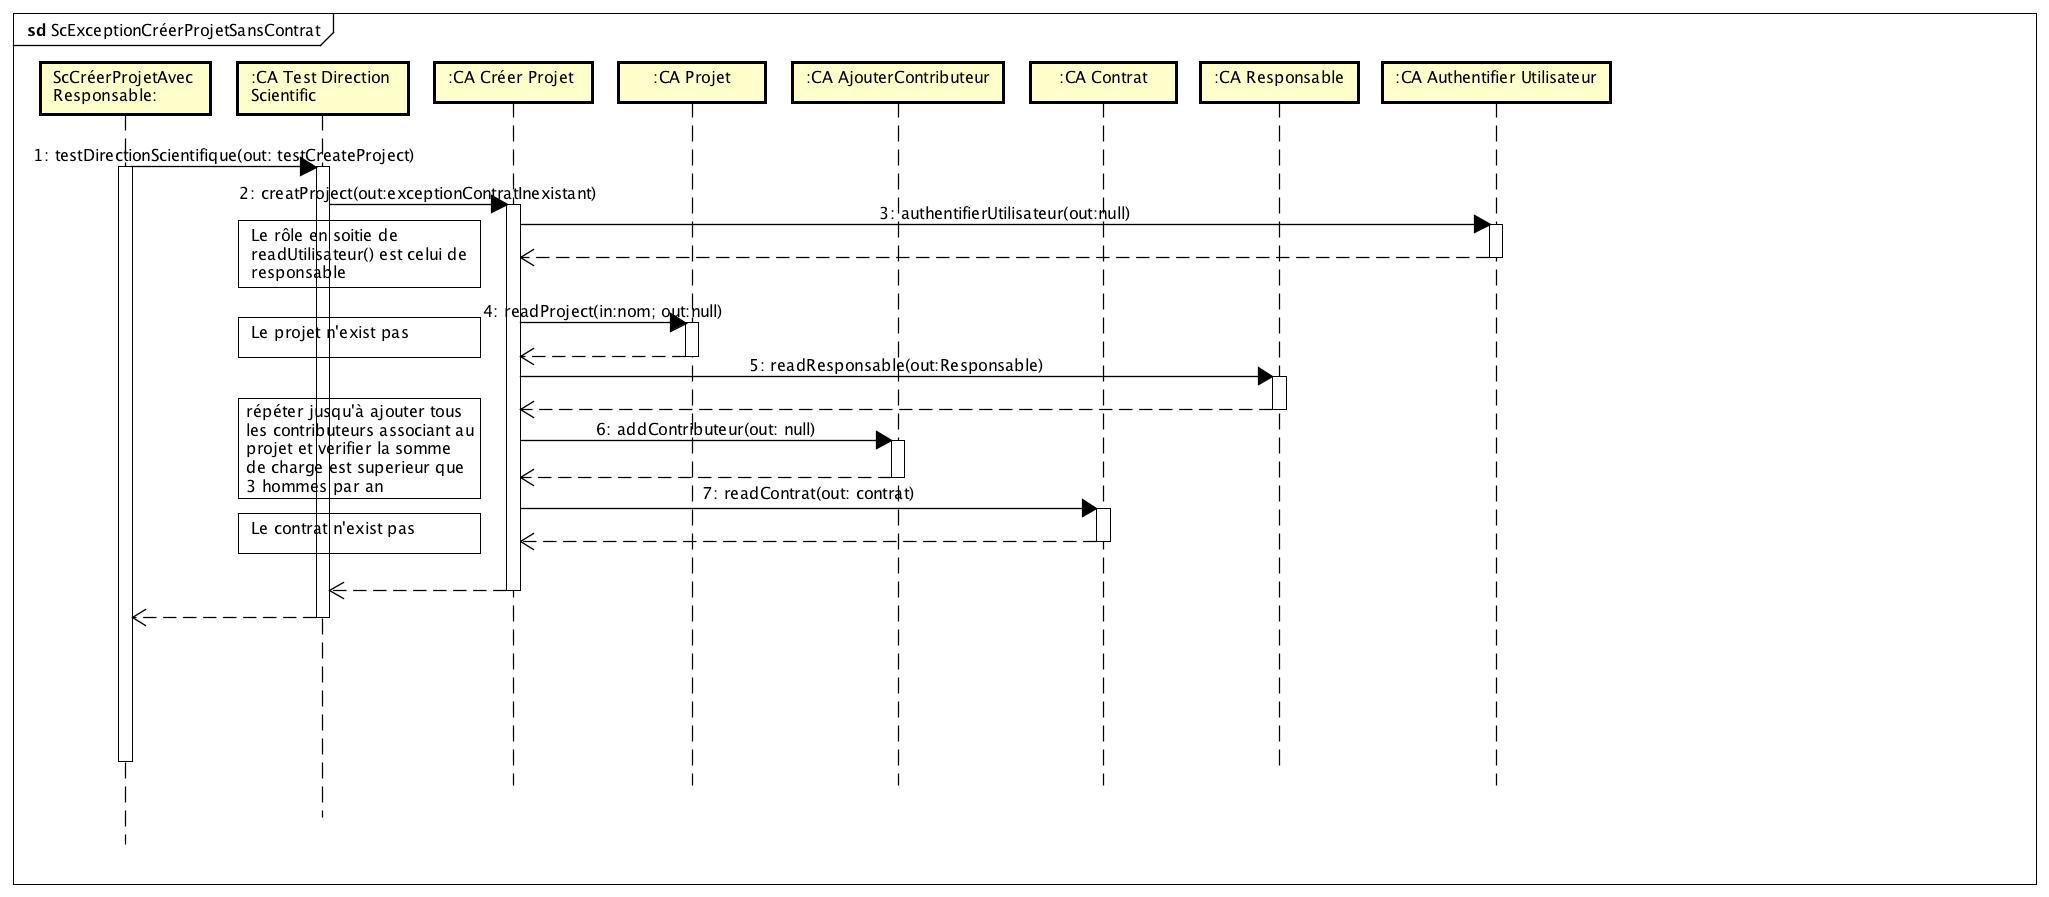 sd ScExceptionCréerProjetSansContrat
ScCréerProjetAvec
Responsable:
:CA Test Direction
Scientific
:CA Créer Projet
:CA Projet
:CA AjouterContributeur
:CA Contrat
:CA Responsable
:CA Authentifier Utilisateur
1: testDirectionScientifique(out: testCreateProject)
2: creatProject(out:exceptionContratInexistant)
3: authentifierUtilisateur(out:null)
Le rôle en soitie de
readUtilisateur() est celui de
responsable
4: readProject(in:nom; out:null)
Le projet n'exist pas
5: readResponsable(out:Responsable)
répéter jusqu'à ajouter tous
les contributeurs associant au
projet et verifier la somme
de charge est superieur que
3 hommes par an
6: addContributeur(out: null)
7: readContrat(out: contrat)
Le contrat n'exist pas